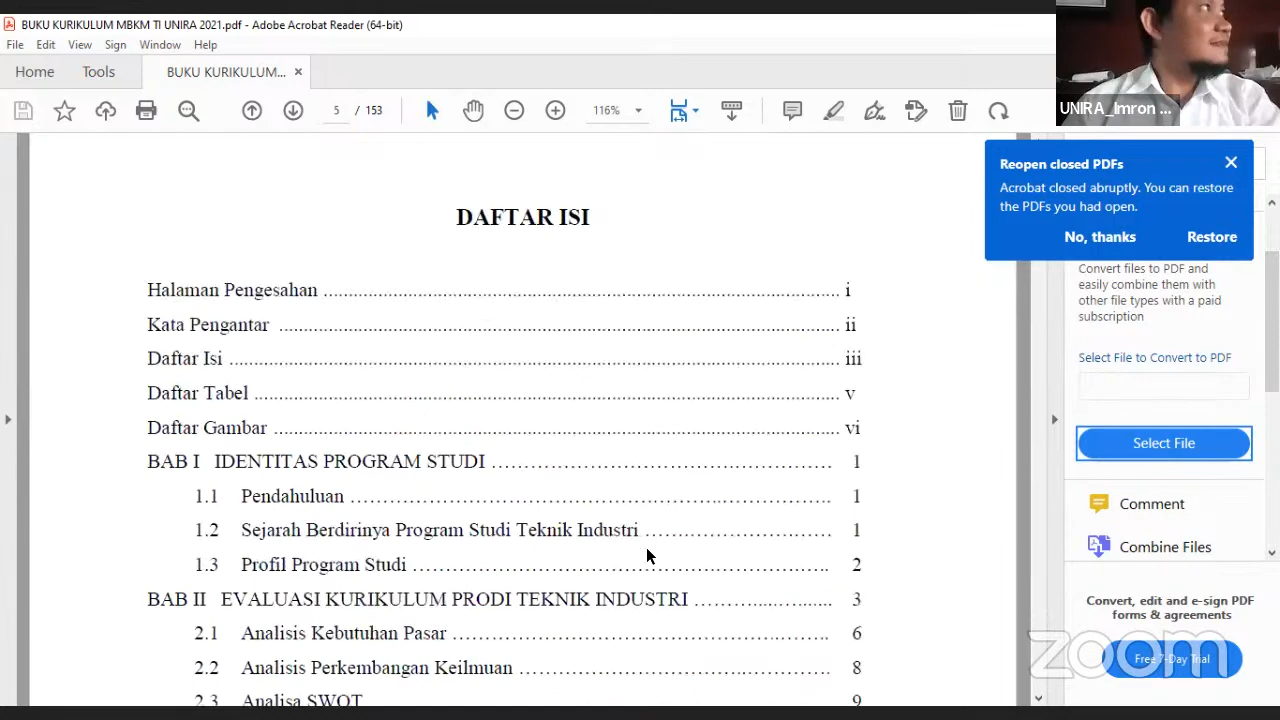 BUKU KURIKULUM MBKM TI UNIRA 2021.pdf - Adobe Acrobat Reader (64-bit)
File Edit View Sign Window Help
Home Tools BUKU KURIKULUM... ×
5 / 153 116%
UNIRA_Imron ...
Reopen closed PDFs
Acrobat closed abruptly. You can restore
the PDFs you had open.
No, thanks Restore
DAFTAR ISI
Halaman Pengesahan ........ i
Kata Pengantar ........ ii
Daftar Isi ........ iii
Daftar Tabel ........ v
Daftar Gambar ........ vi
BAB I IDENTITAS PROGRAM STUDI ........ 1
1.1 Pendahuluan ........ 1
1.2 Sejarah Berdirinya Program Studi Teknik Industri ........ 1
1.3 Profil Program Studi ........ 2
BAB II EVALUASI KURIKULUM PRODI TEKNIK INDUSTRI ........ 3
2.1 Analisis Kebutuhan Pasar ........ 6
2.2 Analisis Perkembangan Keilmuan ........ 8
2.3 Analisa SWOT ........ 9
Convert files to PDF and
easily combine them with
other file types with a paid
subscription
Select File to Convert to PDF
Select File
Comment
Combine Files
Convert, edit and e-sign PDF
forms & agreements
Free 7-Day Trial
zoom